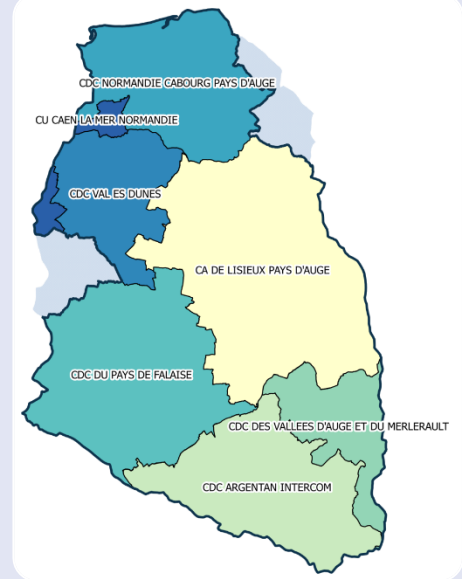 CDC NORMANDIE CABOURG PAYS D'AUGE
CU CAEN LA MER NORMANDIE
CDC VAL ES DUNES
CA DE LISIEUX PAYS D'AUGE
CDC DU PAYS DE FALAISE
CDC DES VALLEES D'AUGE ET DU MERLERAULT
CDC ARGENTAN INTERCOM